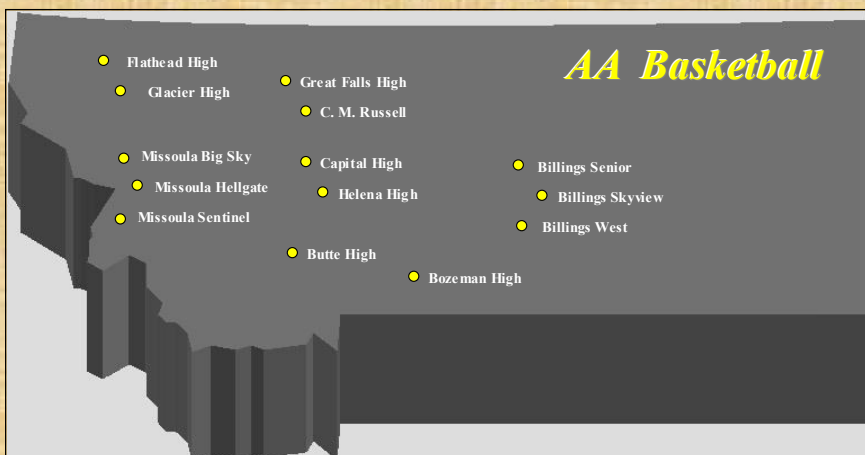 AA Basketball
Flathead High
Glacier High
Great Falls High
C. M. Russell
Missoula Big Sky
Missoula Hellgate
Missoula Sentinel
Capital High
Helena High
Billings Senior
Billings Skyview
Billings West
Butte High
Bozeman High